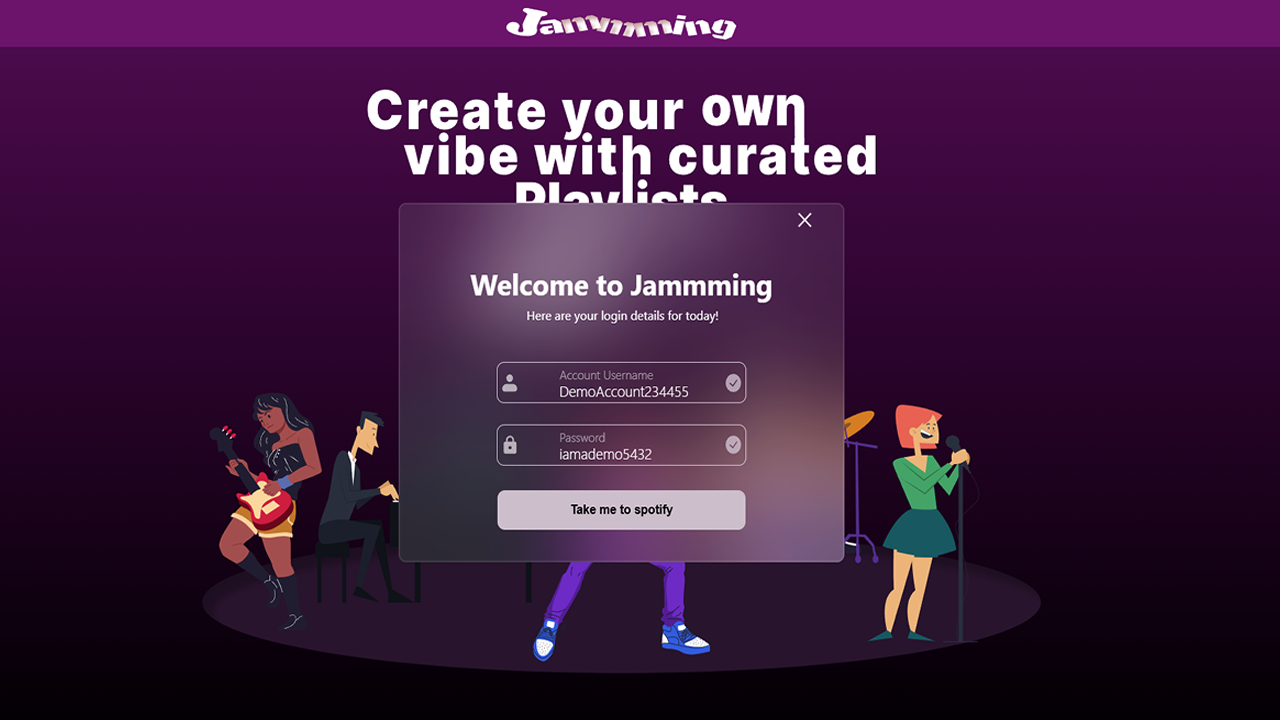 Jammming
Create your own
vibe with curated
Playlists
Welcome to Jammming
Here are your login details for today!
Account Username
DemoAccount234455
Password
iamademo5432
Take me to spotify